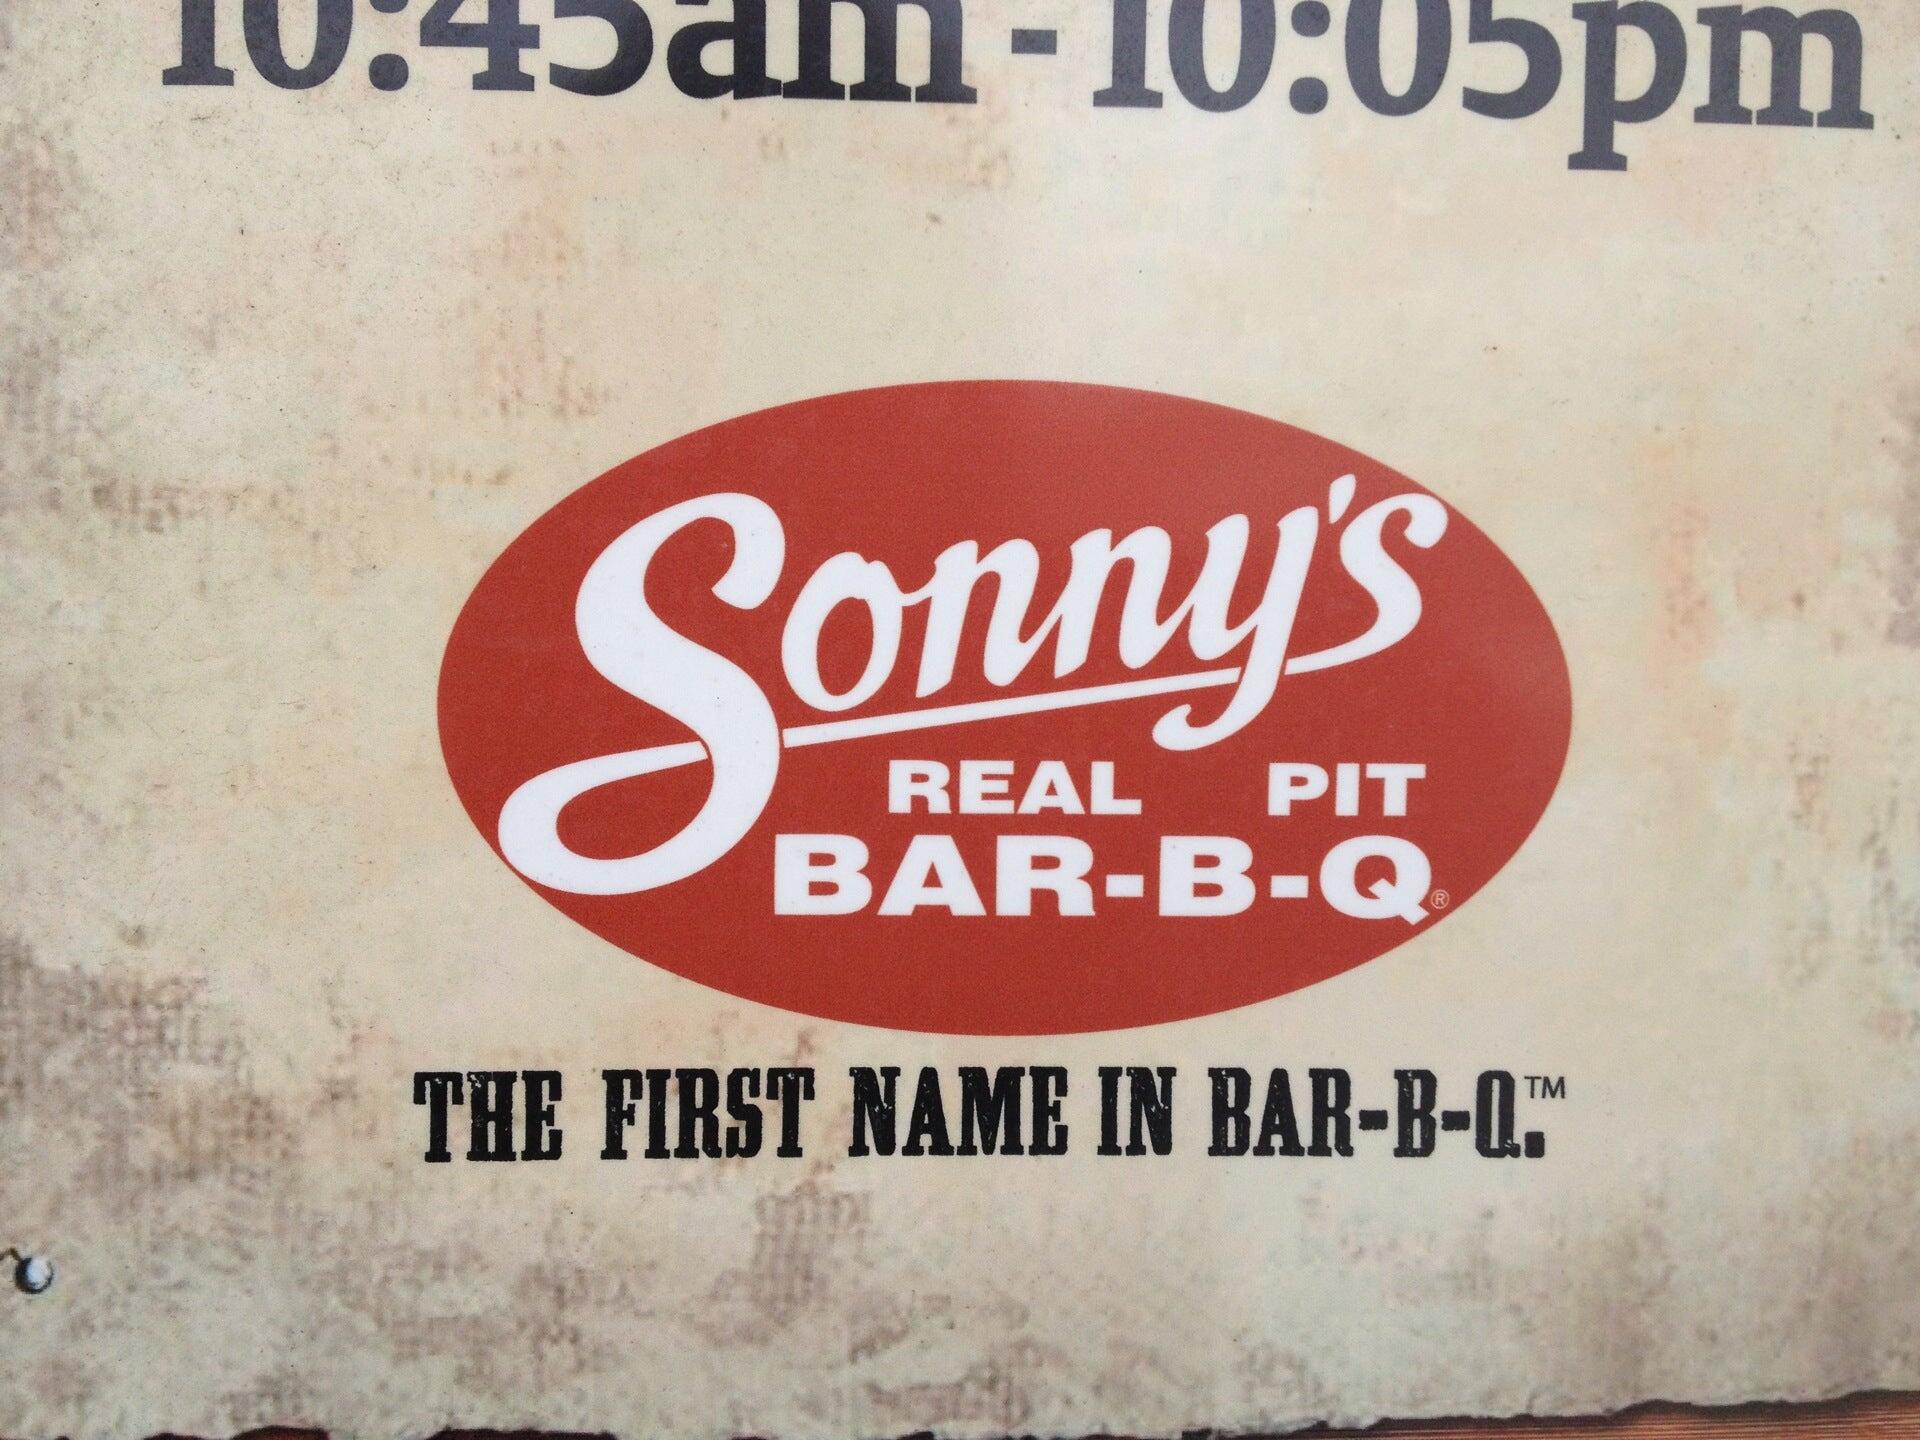 10:45am - 10:05pm
Sonny's
REAL PIT
BAR-B-Q®
THE FIRST NAME IN BAR-B-Q.™